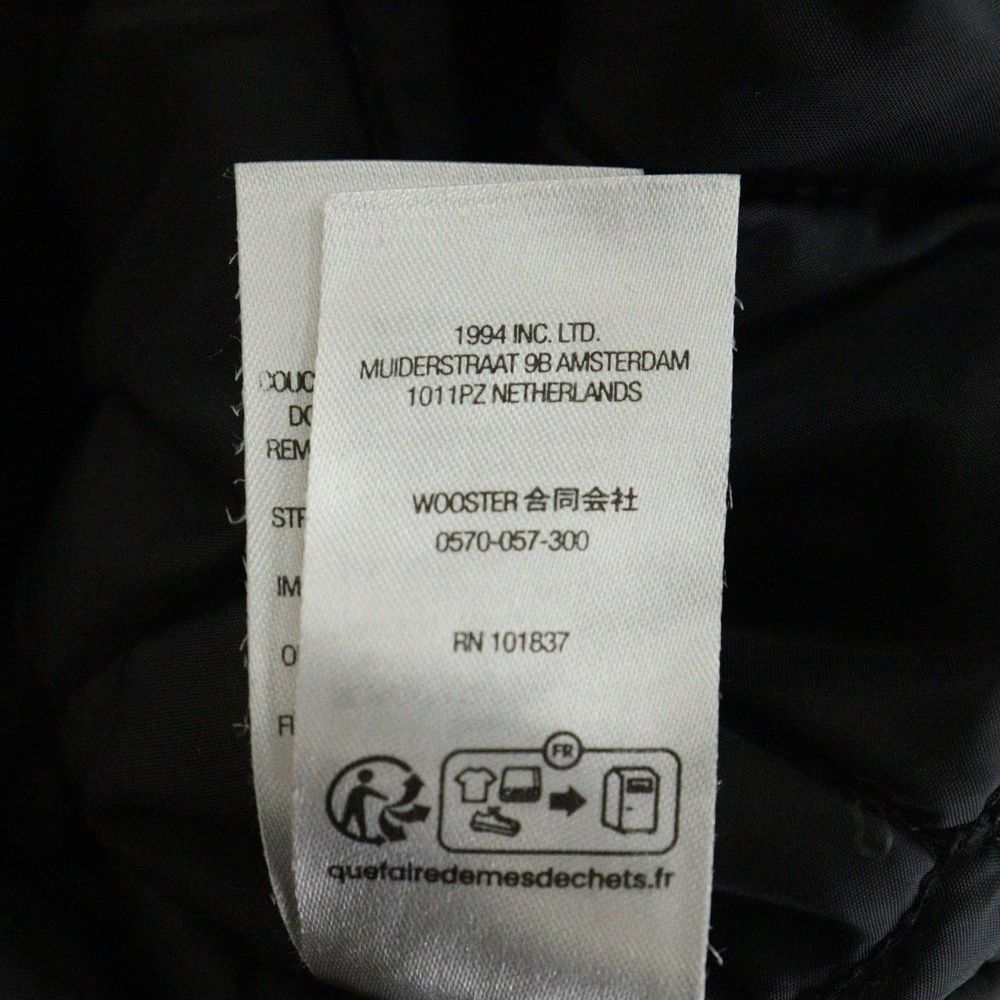 1994 INC. LTD.
MUIDERSTRAAT 9B AMSTERDAM
1011PZ NETHERLANDS
WOOSTER 合同会社
0570-057-300
RN 101837
FR
quefairedemesdechets.fr